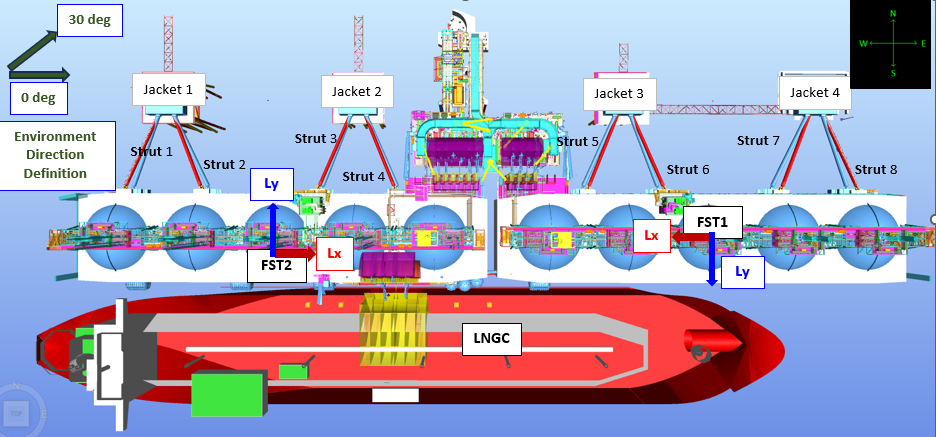 30 deg
0 deg
Environment
Direction
Definition
Jacket 1
Jacket 2
Jacket 3
Jacket 4
N
W
E
S
Strut 1
Strut 2
Strut 3
Strut 4
Strut 5
Strut 6
Strut 7
Strut 8
Ly
Lx
FST2
FST1
Lx
Ly
LNGC